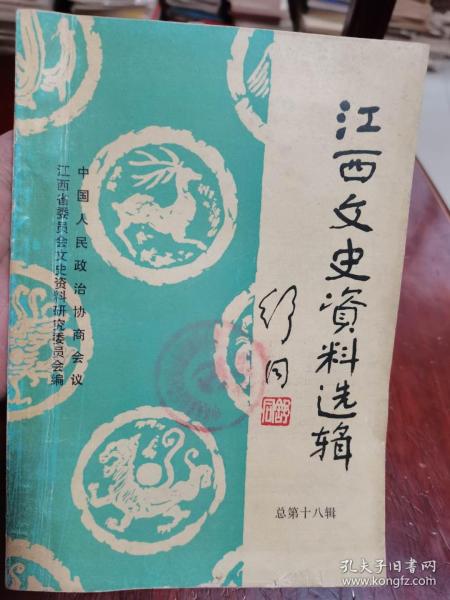 江西文史资料选辑
舒同
中国人民政治协商会议
江西省委员会文史资料研究委员会编
总第十八辑
孔夫子旧书网
www.kongfz.com